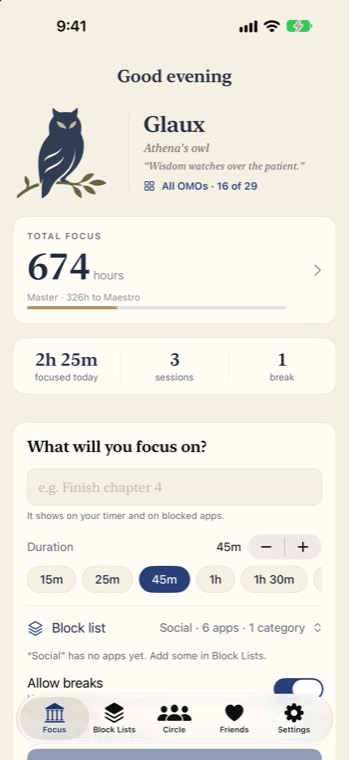 9:41
Good evening
Glaux
Athena's owl
"Wisdom watches over the patient."
All OMOs · 16 of 29
TOTAL FOCUS
674 hours
Master · 326h to Maestro
2h 25m 3 1
focused today sessions break
What will you focus on?
e.g. Finish chapter 4
It shows on your timer and on blocked apps.
Duration 45m − +
15m 25m 45m 1h 1h 30m
Block list Social · 6 apps · 1 category
"Social" has no apps yet. Add some in Block Lists.
Allow breaks
Focus Block Lists Circle Friends Settings